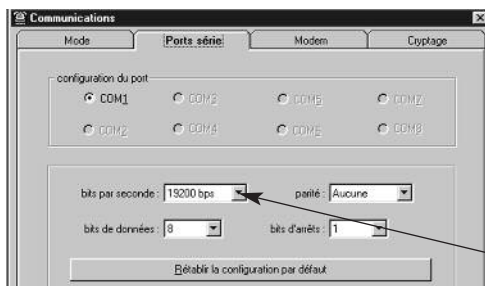 Communications
Mode Ports série Modem Cryptage
configuration du port
COM1 COM3 COM5 COM7
COM2 COM4 COM6 COM8
bits par seconde : 19200 bps parité : Aucune
bits de données : 8 bits d'arrêts : 1
Rétablir la configuration par défaut